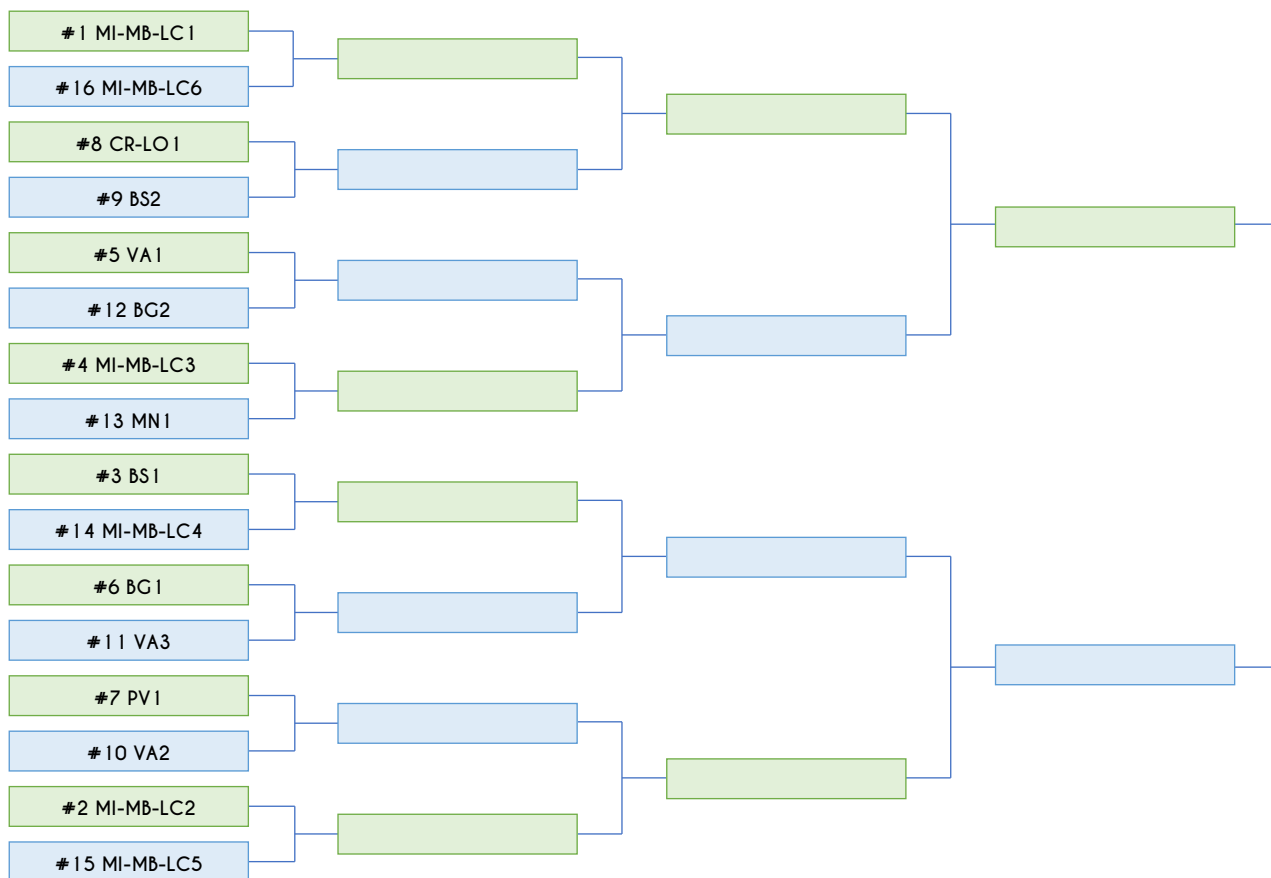 #1 MI-MB-LC1
#16 MI-MB-LC6
#8 CR-LO1
#9 BS2
#5 VA1
#12 BG2
#4 MI-MB-LC3
#13 MN1
#3 BS1
#14 MI-MB-LC4
#6 BG1
#11 VA3
#7 PV1
#10 VA2
#2 MI-MB-LC2
#15 MI-MB-LC5